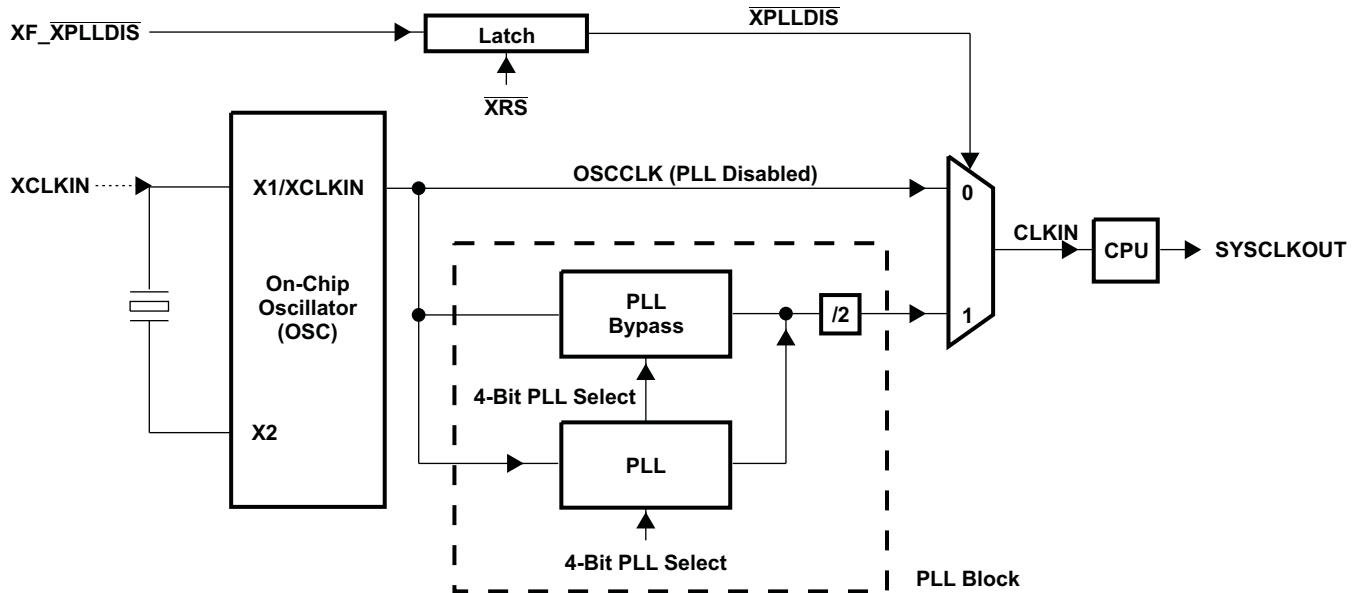 XF_XPLLDIS
Latch
XPLLDIS
XRS
XCLKIN
X1/XCLKIN
On-Chip
Oscillator
(OSC)
X2
OSCCLK (PLL Disabled)
0
1
CLKIN
CPU
SYSCLKOUT
PLL
Bypass
/2
4-Bit PLL Select
PLL
4-Bit PLL Select
PLL Block